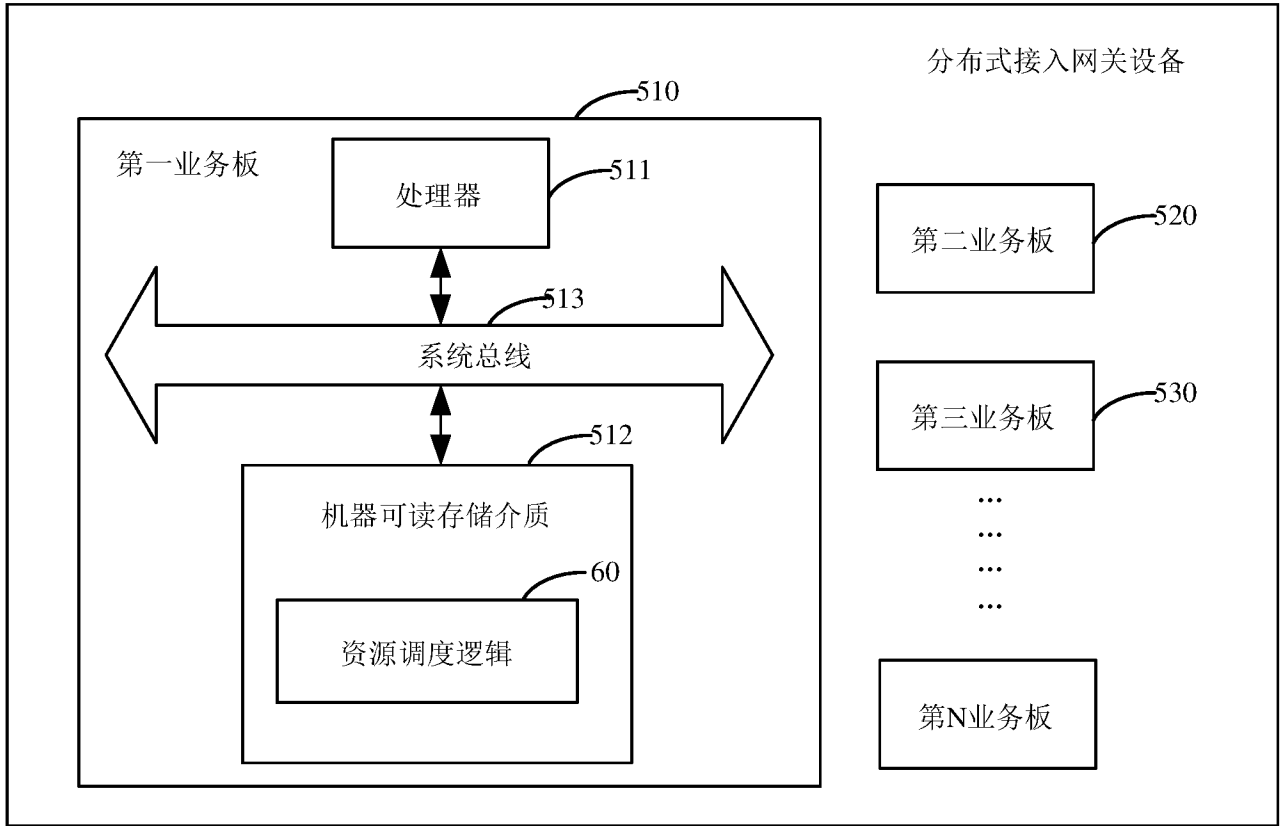 分布式接入网关设备
510
第一业务板
处理器
511
513
系统总线
512
机器可读存储介质
60
资源调度逻辑
第二业务板
520
第三业务板
530
...
...
...
...
第N业务板